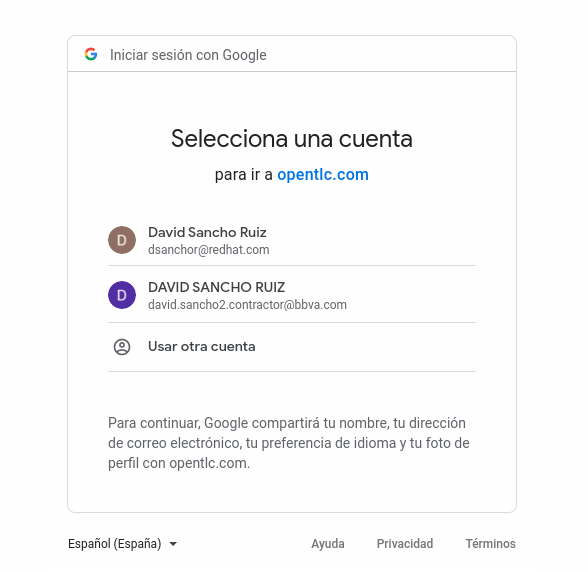 Iniciar sesión con Google
Selecciona una cuenta
para ir a opentlc.com
D
David Sancho Ruiz
dsanchor@redhat.com
D
DAVID SANCHO RUIZ
david.sancho2.contractor@bbva.com
Usar otra cuenta
Para continuar, Google compartirá tu nombre, tu dirección
de correo electrónico, tu preferencia de idioma y tu foto de
perfil con opentlc.com.
Español (España) Ayuda Privacidad Términos